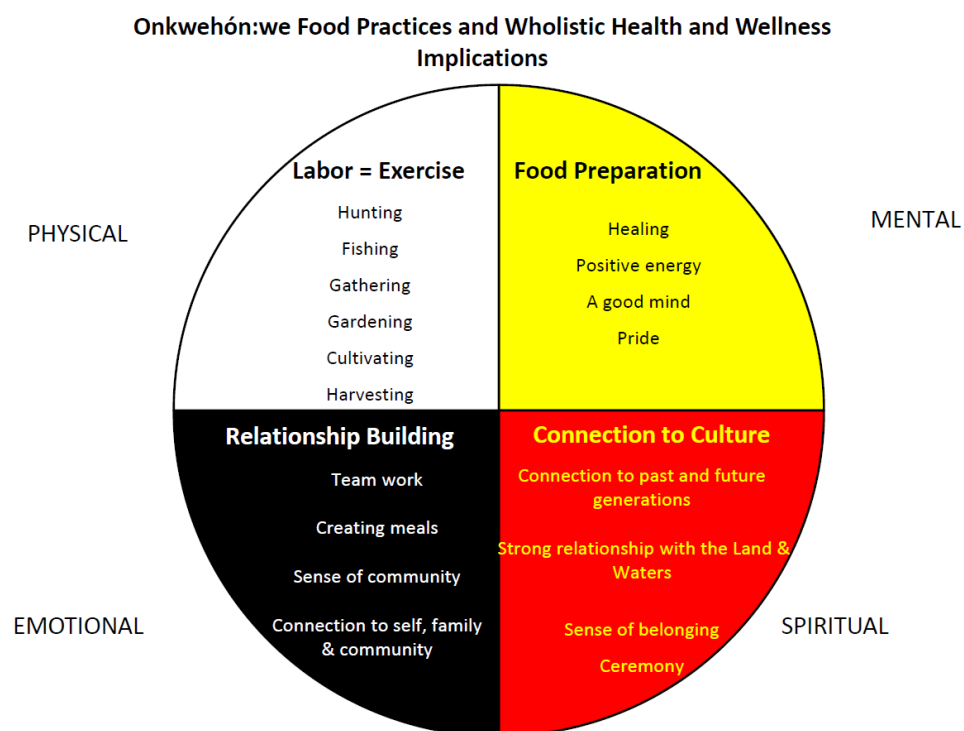 Onkwehón:we Food Practices and Wholistic Health and Wellness
Implications
PHYSICAL
Labor = Exercise
Hunting
Fishing
Gathering
Gardening
Cultivating
Harvesting
Food Preparation
Healing
Positive energy
A good mind
Pride
MENTAL
EMOTIONAL
Relationship Building
Team work
Creating meals
Sense of community
Connection to self, family
& community
Connection to Culture
Connection to past and future
generations
Strong relationship with the Land &
Waters
Sense of belonging
Ceremony
SPIRITUAL